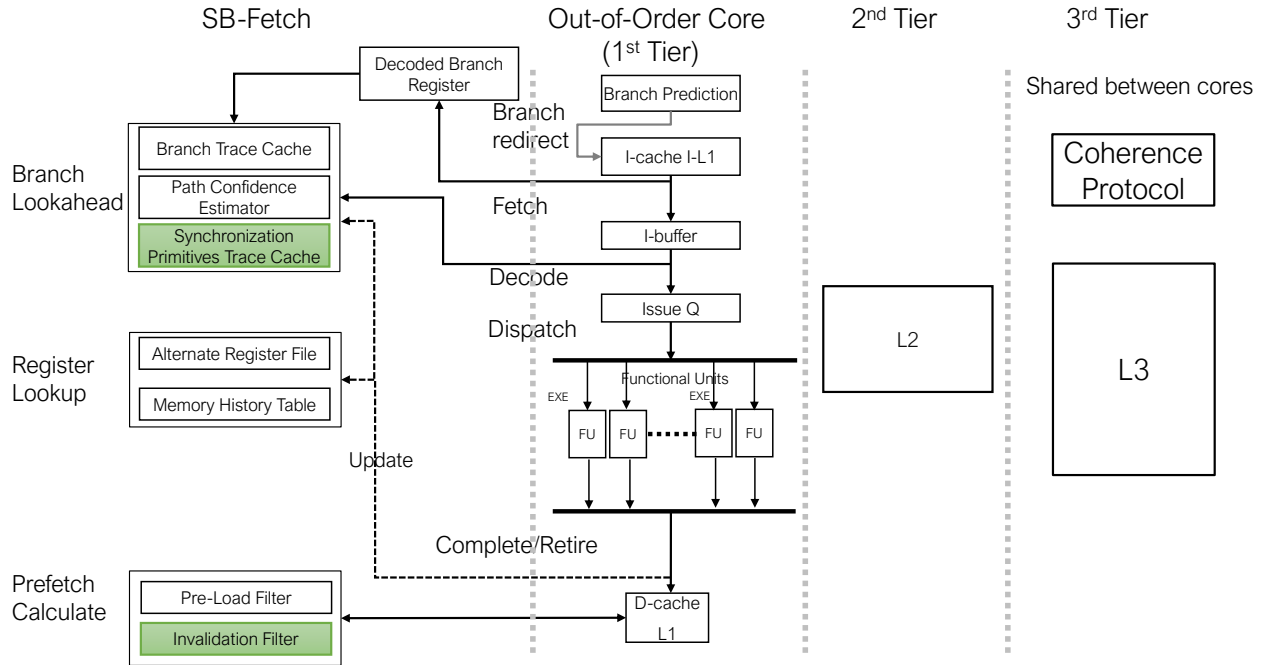 SB-Fetch
Out-of-Order Core
(1st Tier)
2nd Tier
3rd Tier
Decoded Branch
Register
Branch Prediction
Shared between cores
Branch
redirect
Branch Trace Cache
I-cache I-L1
Coherence
Protocol
Branch
Lookahead
Path Confidence
Estimator
Fetch
Synchronization
Primitives Trace Cache
I-buffer
Decode
Issue Q
Dispatch
L2
L3
Register
Lookup
Alternate Register File
Memory History Table
Functional Units
EXE
EXE
FU
FU
FU
FU
Update
Complete/Retire
Prefetch
Calculate
Pre-Load Filter
Invalidation Filter
D-cache
L1